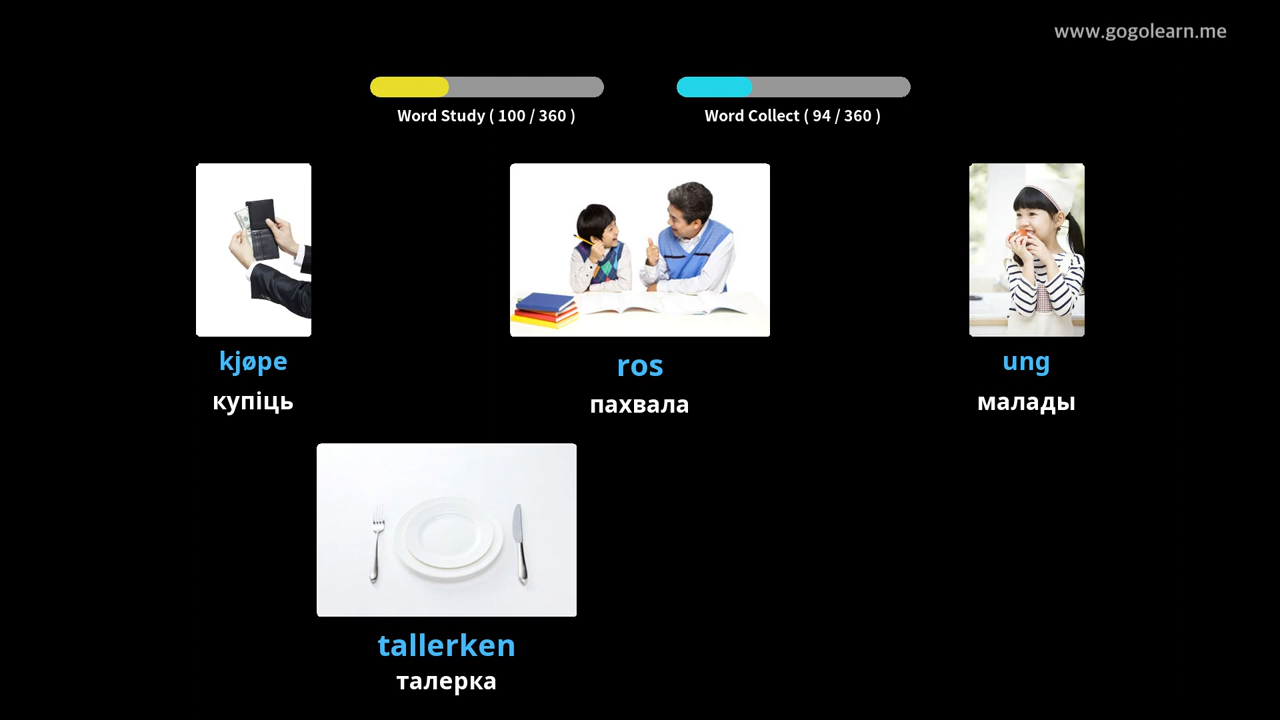 www.gogolearn.me
Word Study ( 100 / 360 )
Word Collect ( 94 / 360 )
kjøpe
купіць
ros
пахвала
ung
малады
tallerken
талерка